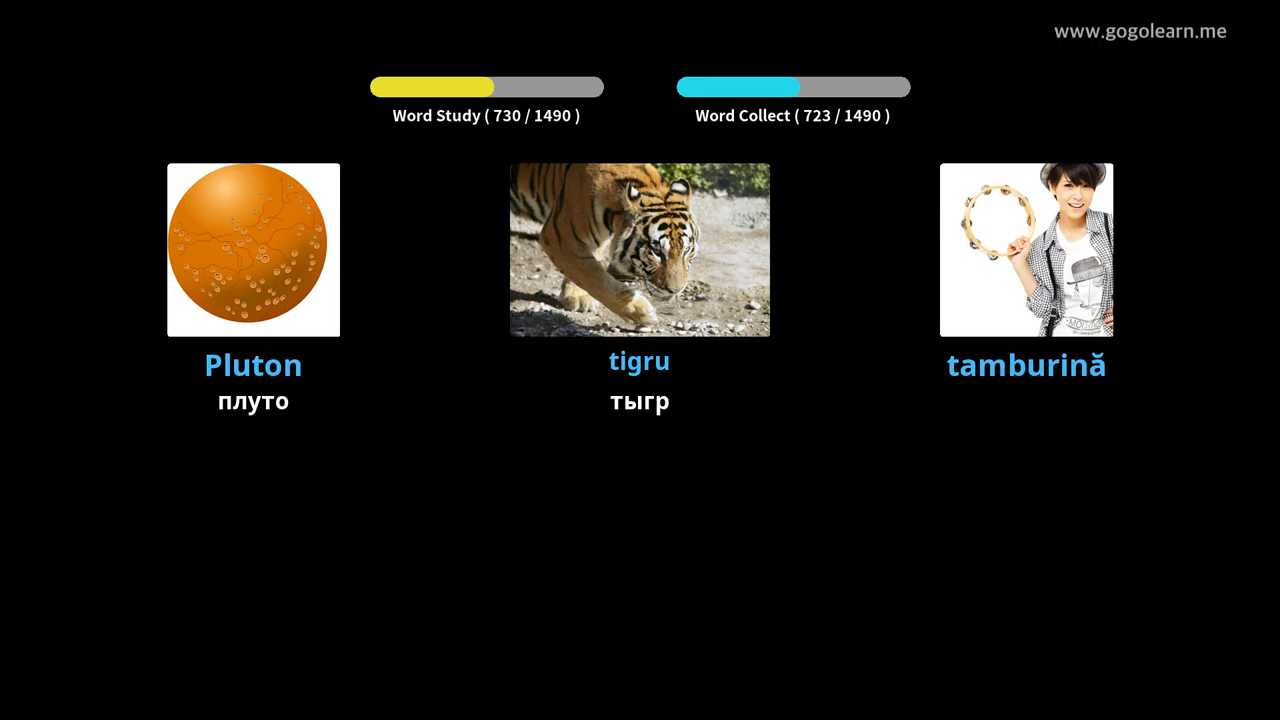 www.gogolearn.me
Word Study ( 730 / 1490 )
Word Collect ( 723 / 1490 )
Pluton
плуто
tigru
тыгр
tamburină